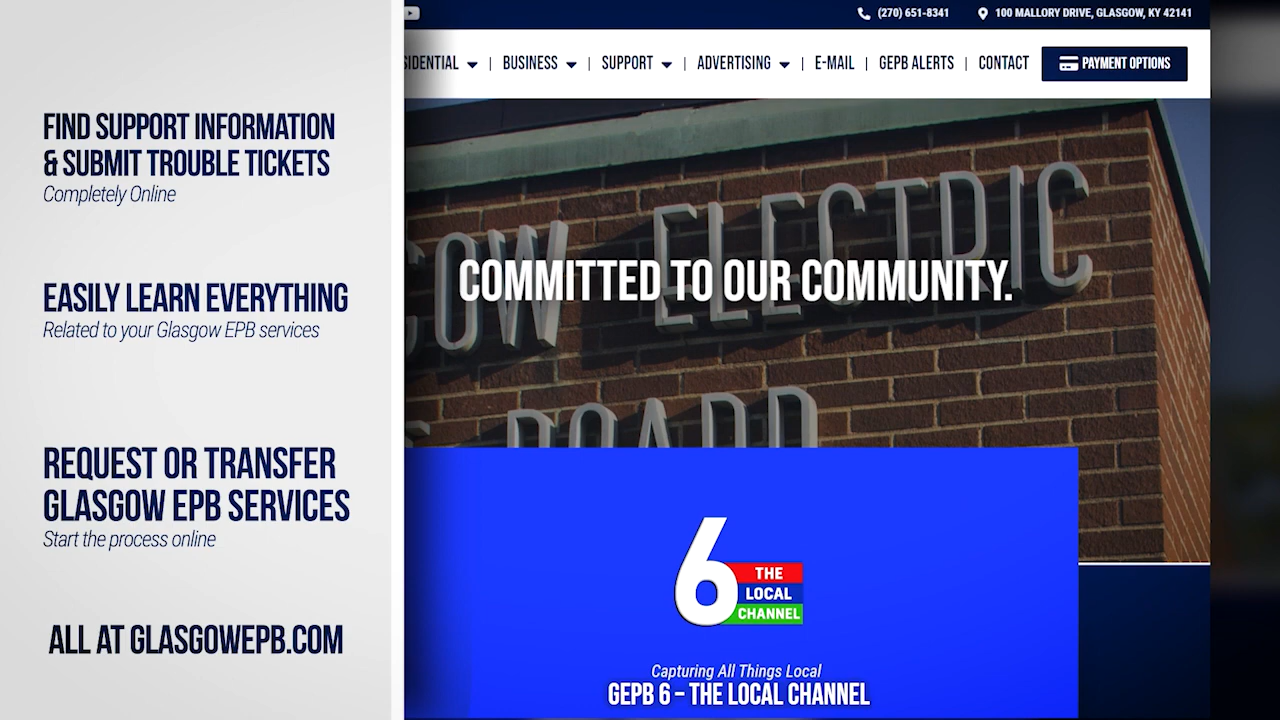 FIND SUPPORT INFORMATION
& SUBMIT TROUBLE TICKETS
Completely Online
EASILY LEARN EVERYTHING
Related to your Glasgow EPB services
REQUEST OR TRANSFER
GLASGOW EPB SERVICES
Start the process online
ALL AT GLASGOWEPB.COM
(270) 651-8341
100 MALLORY DRIVE, GLASGOW, KY 42141
SIDENTIAL | BUSINESS | SUPPORT | ADVERTISING | E-MAIL | GEPB ALERTS | CONTACT
PAYMENT OPTIONS
GOW ELECTRIC
COMMITTED TO OUR COMMUNITY.
BOARD
6
THE
LOCAL
CHANNEL
Capturing All Things Local
GEPB 6 – THE LOCAL CHANNEL